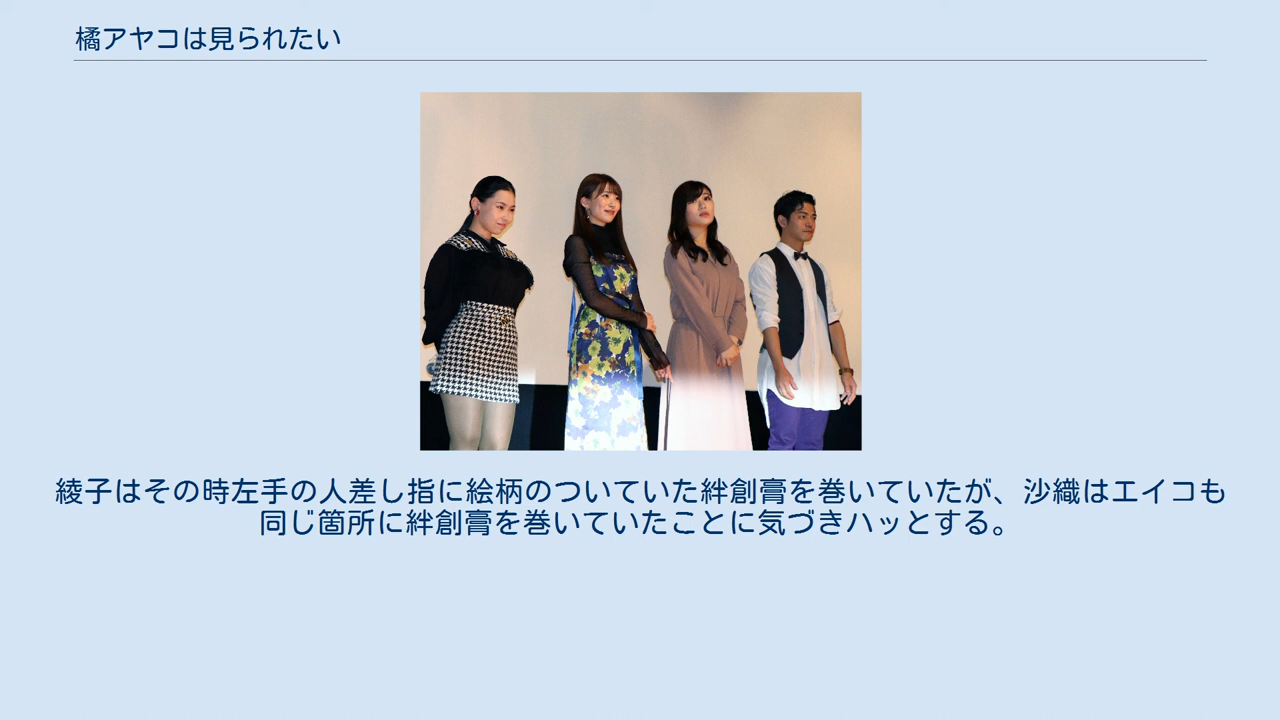 橘アヤコは見られたい
綾子はその時左手の人差し指に絵柄のついていた絆創膏を巻いていたが、沙織はエイコも
同じ箇所に絆創膏を巻いていたことに気づきハッとする。